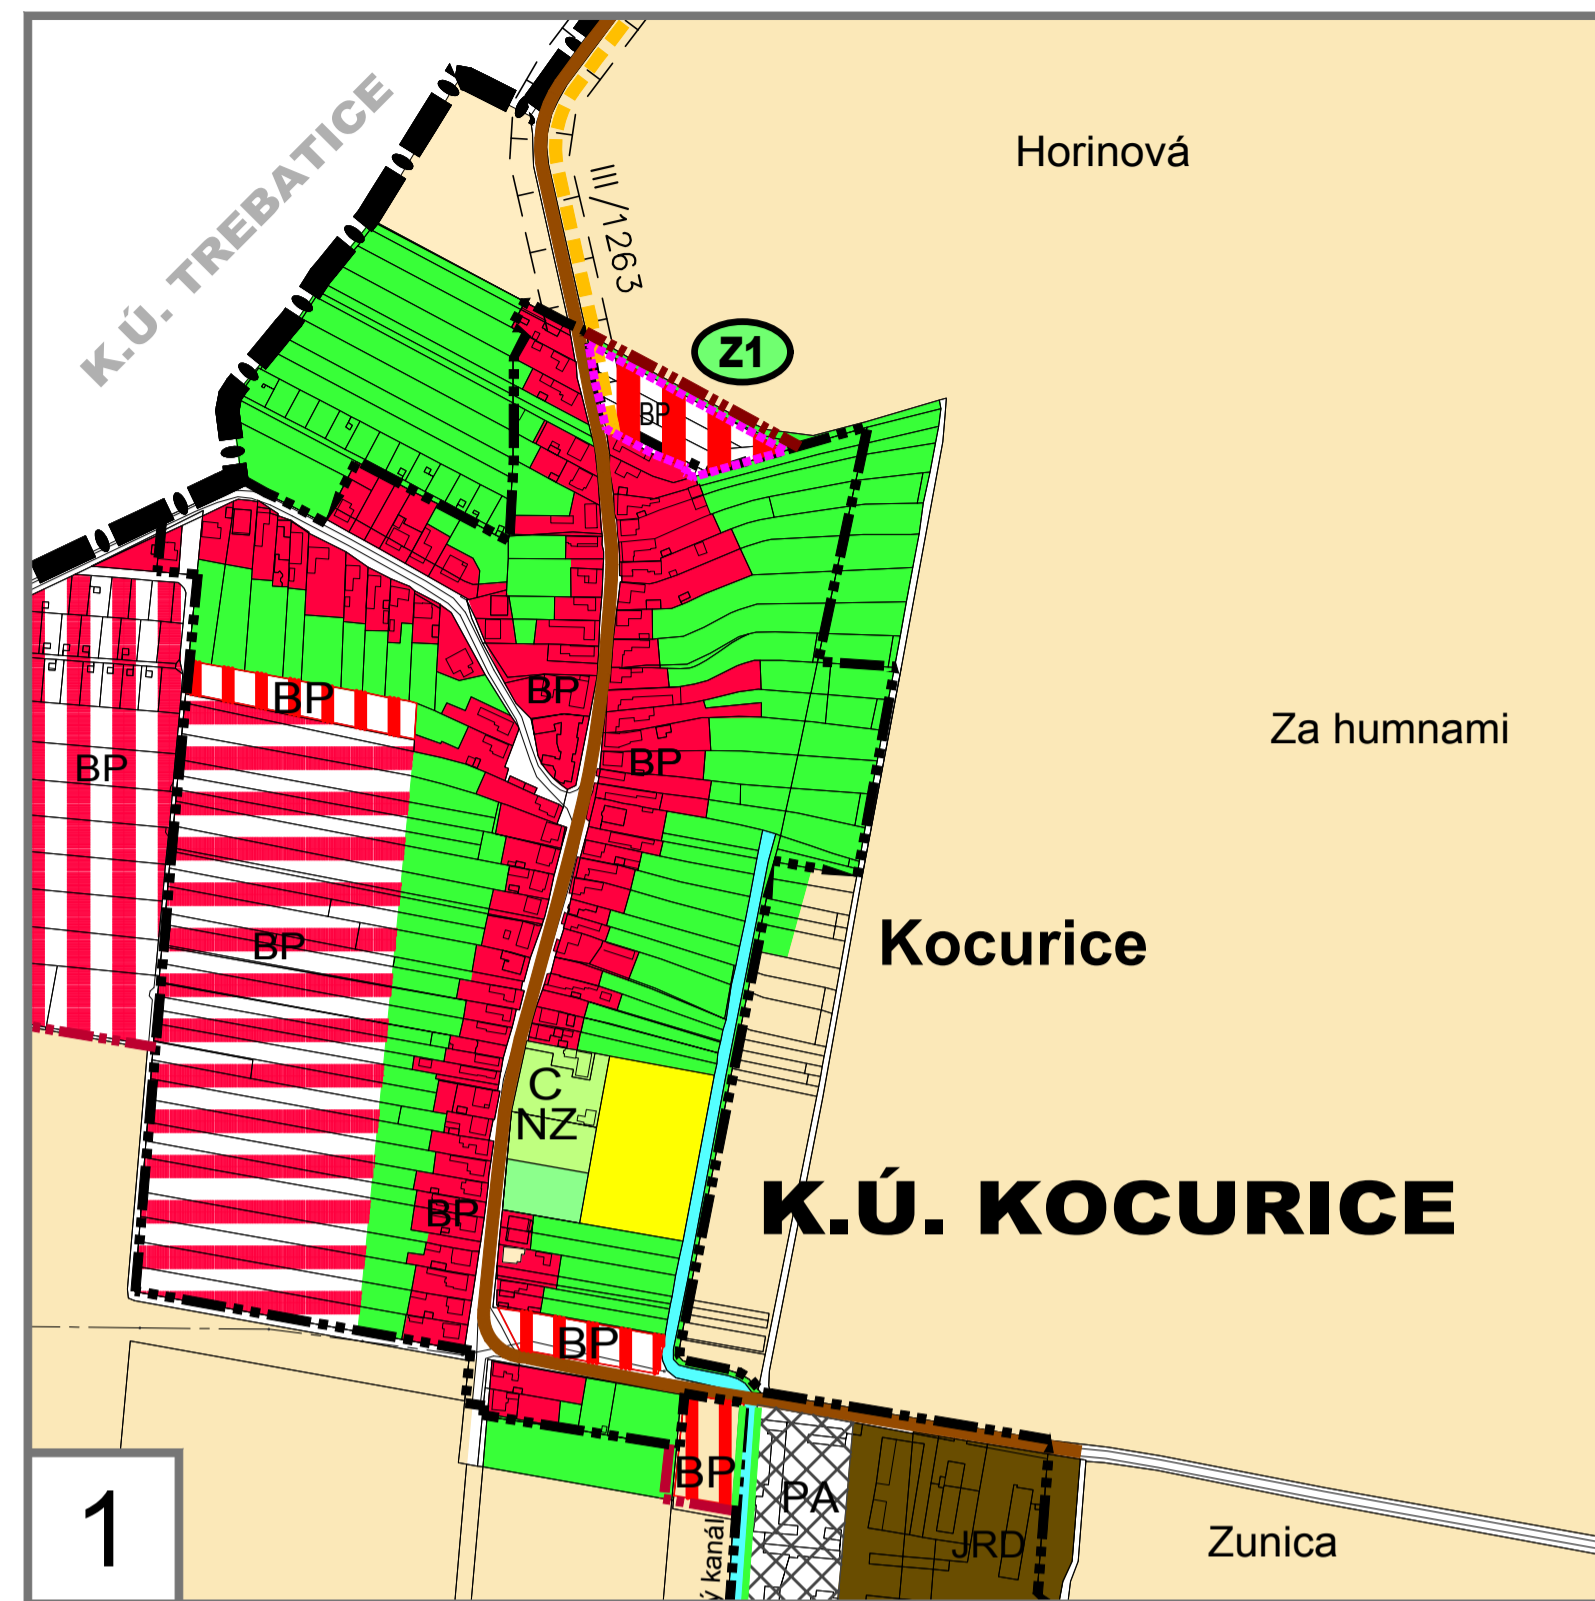 K.Ú. TREBATICE
III/1263
Horinová
Z1
BP
BP
BP
BP
BP
Za humnami
BP
Kocurice
C
NZ
K.Ú. KOCURICE
BP
BP
BP
PA
JRD
Zunica
ý kanál
1